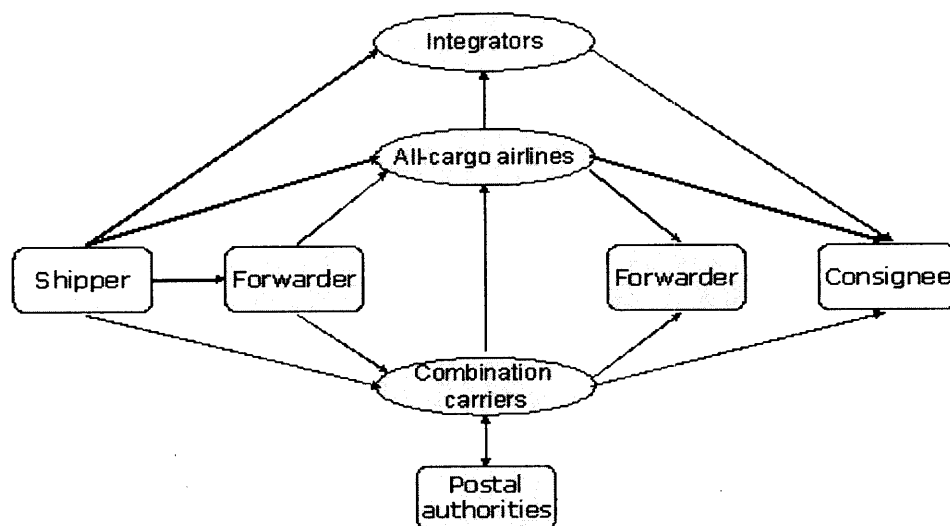 Integrators
All-cargo airlines
Shipper
Forwarder
Forwarder
Consignee
Combination
carriers
Postal
authorities